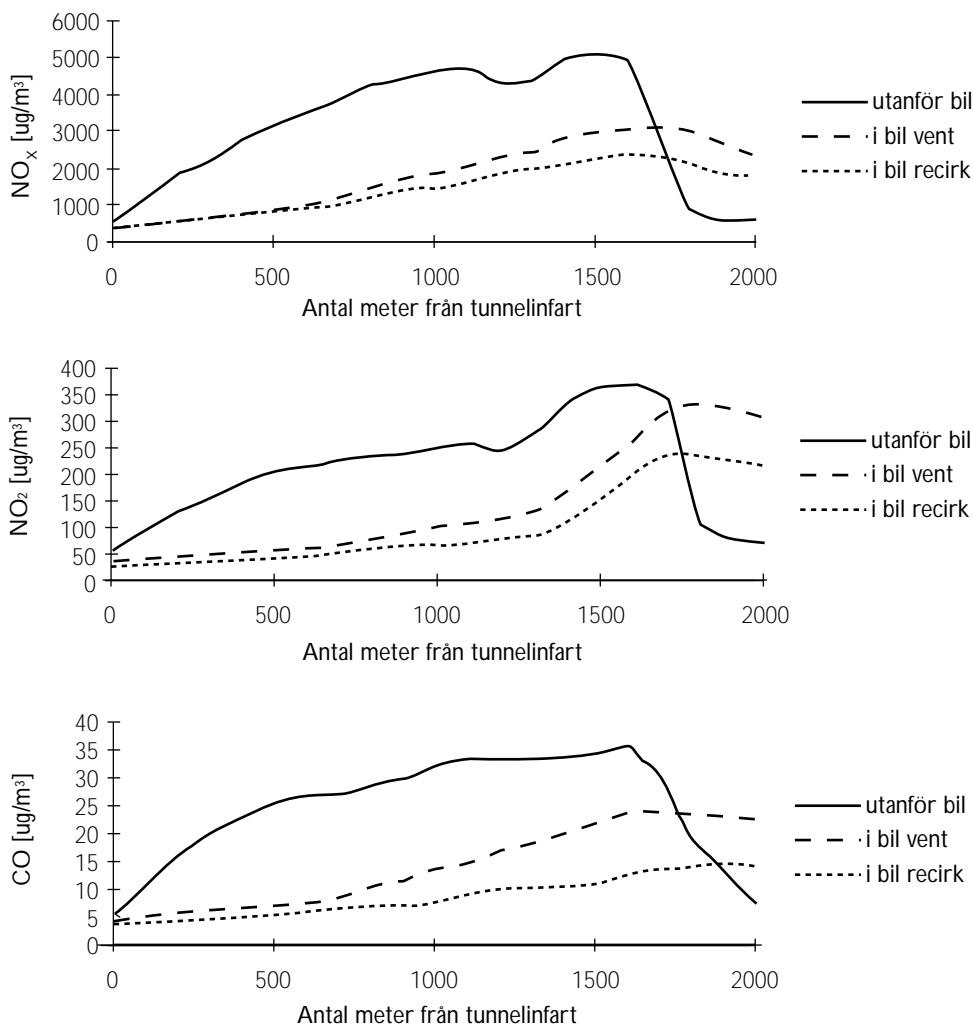 6000
5000
4000
3000
2000
1000
0
NOX [ug/m³]
utanför bil
i bil vent
i bil recirk
0 500 1000 1500 2000
Antal meter från tunnelinfart
400
350
300
250
200
150
100
50
0
NO2 [ug/m³]
utanför bil
i bil vent
i bil recirk
0 500 1000 1500 2000
Antal meter från tunnelinfart
40
35
30
25
20
15
10
5
0
CO [ug/m³]
utanför bil
i bil vent
i bil recirk
0 500 1000 1500 2000
Antal meter från tunnelinfart